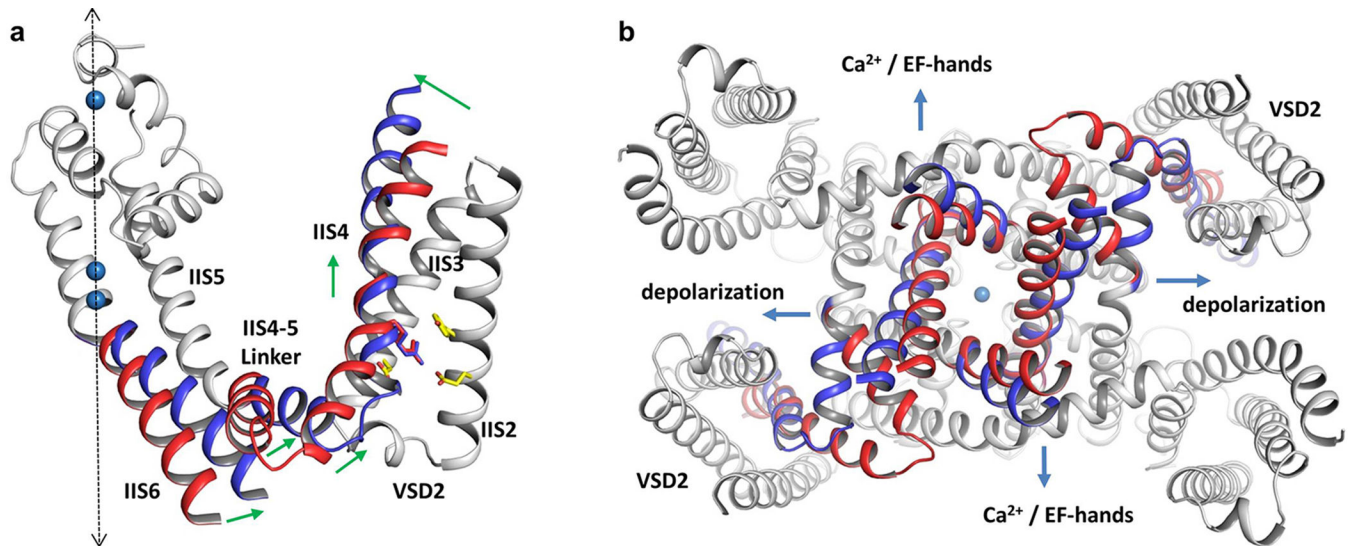 a
IIS4
IIS3
IIS5
IIS4-5
Linker
IIS2
IIS6
VSD2
b
Ca²⁺ / EF-hands
VSD2
depolarization
depolarization
VSD2
Ca²⁺ / EF-hands